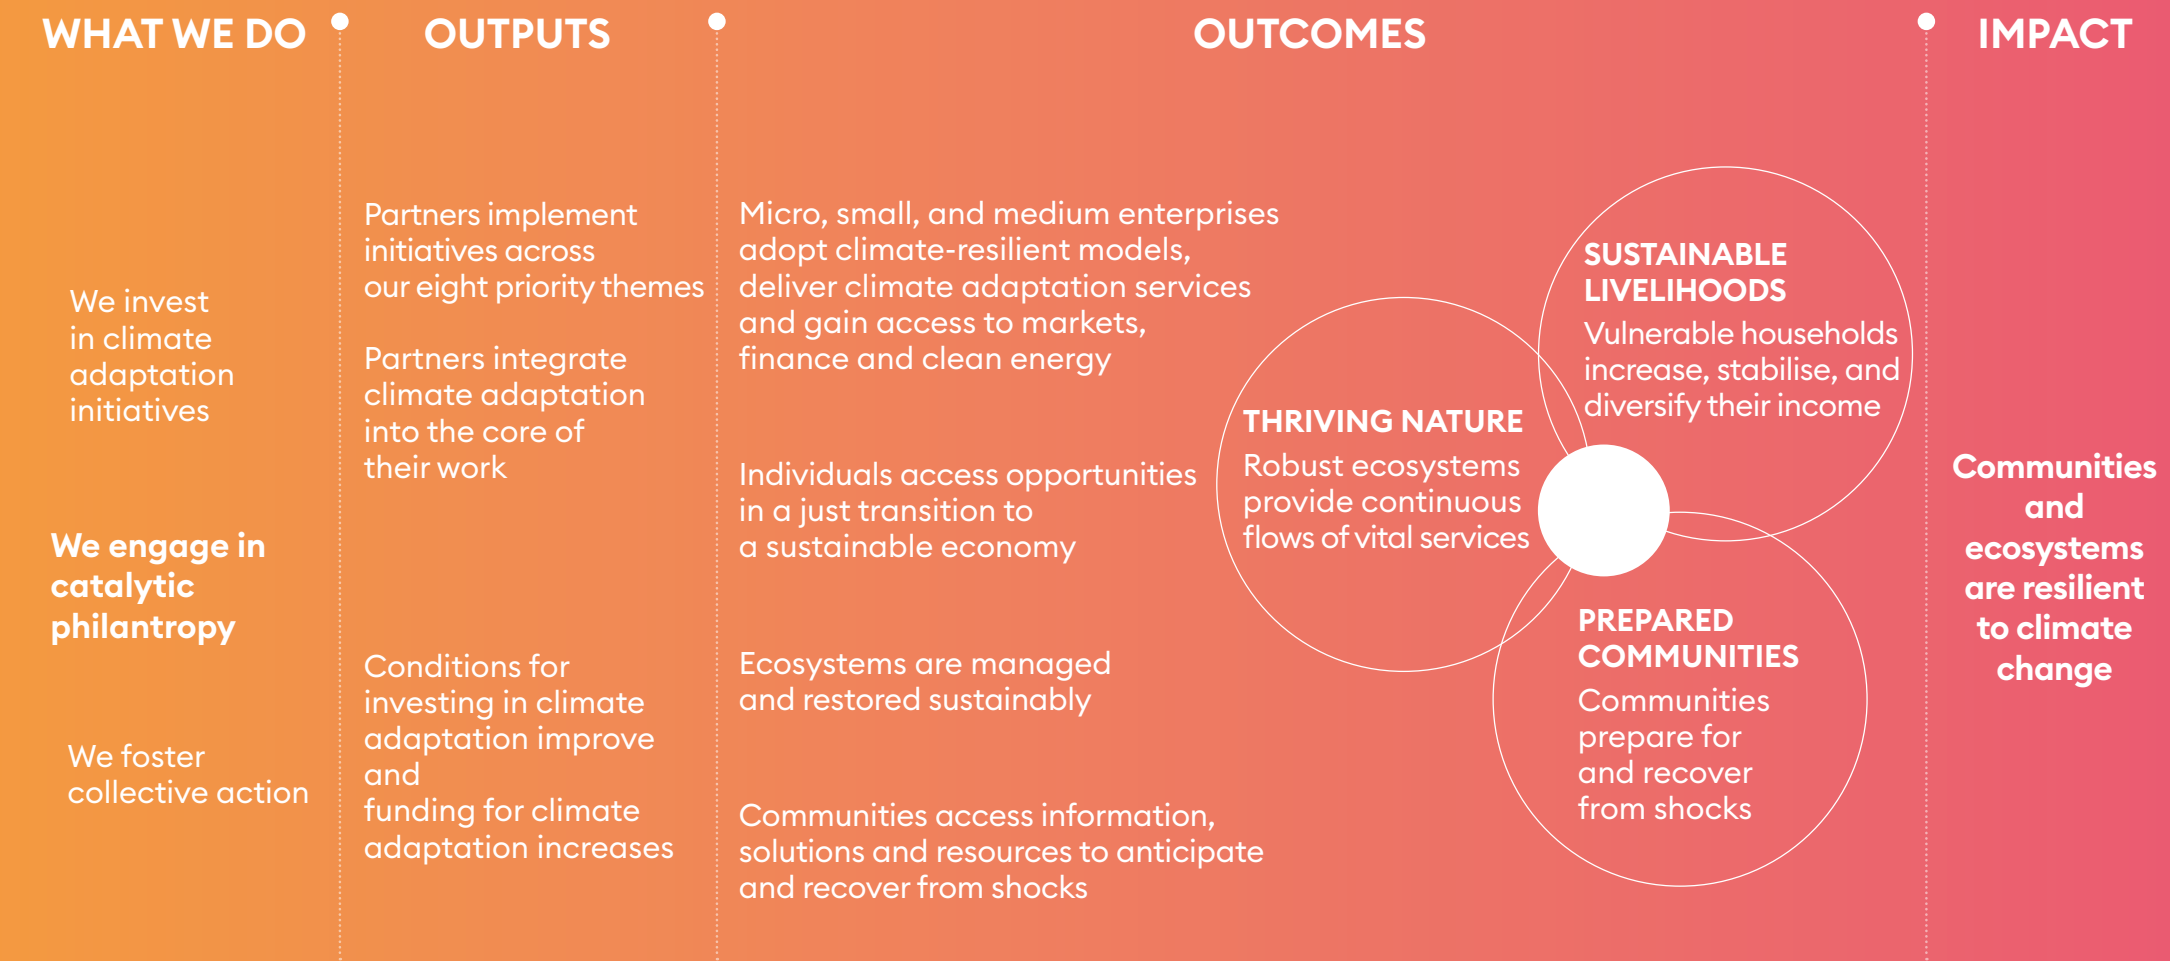 WHAT WE DO
OUTPUTS
OUTCOMES
IMPACT
We invest
in climate
adaptation
initiatives
We engage in
catalytic
philantropy
We foster
collective action
Partners implement
initiatives across
our eight priority themes
Partners integrate
climate adaptation
into the core of
their work
Conditions for
investing in climate
adaptation improve
and
funding for climate
adaptation increases
Micro, small, and medium enterprises
adopt climate-resilient models,
deliver climate adaptation services
and gain access to markets,
finance and clean energy
Individuals access opportunities
in a just transition to
a sustainable economy
Ecosystems are managed
and restored sustainably
Communities access information,
solutions and resources to anticipate
and recover from shocks
THRIVING NATURE
Robust ecosystems
provide continuous
flows of vital services
SUSTAINABLE
LIVELIHOODS
Vulnerable households
increase, stabilise, and
diversify their income
PREPARED
COMMUNITIES
Communities
prepare for
and recover
from shocks
Communities
and
ecosystems
are resilient
to climate
change